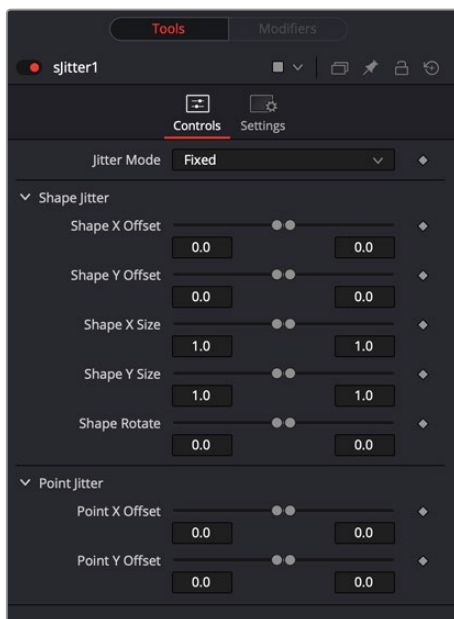 Tools Modifiers
sJitter1
Controls Settings
Jitter Mode Fixed
Shape Jitter
Shape X Offset
0.0 0.0
Shape Y Offset
0.0 0.0
Shape X Size
1.0 1.0
Shape Y Size
1.0 1.0
Shape Rotate
0.0 0.0
Point Jitter
Point X Offset
0.0 0.0
Point Y Offset
0.0 0.0